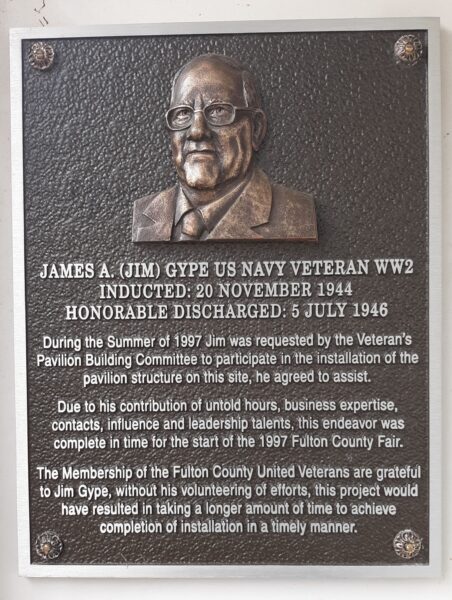 JAMES A. (JIM) GYPE US NAVY VETERAN WW2
INDUCTED: 20 NOVEMBER 1944
HONORABLE DISCHARGED: 5 JULY 1946
During the Summer of 1997 Jim was requested by the Veteran's
Pavilion Building Committee to participate in the installation of the
pavilion structure on this site, he agreed to assist.
Due to his contribution of untold hours, business expertise,
contacts, influence and leadership talents, this endeavor was
complete in time for the start of the 1997 Fulton County Fair.
The Membership of the Fulton County United Veterans are grateful
to Jim Gype, without his volunteering of efforts, this project would
have resulted in taking a longer amount of time to achieve
completion of installation in a timely manner.